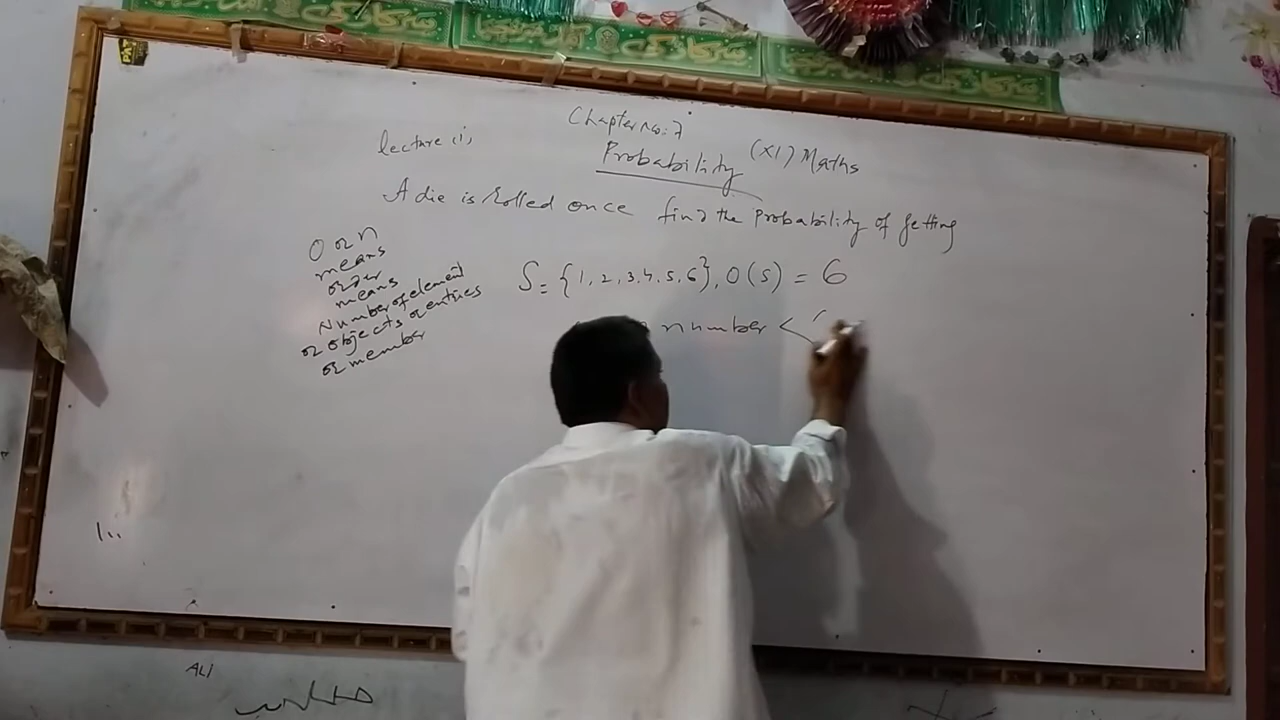 Chapter No: 7
lecture (1)
Probability (XI) Maths
A die is rolled once find the Probability of getting
O or n
means
order
means
Number of element
or objects or entries
or member
S = {1, 2, 3, 4, 5, 6}, O(S) = 6
number <
ALI